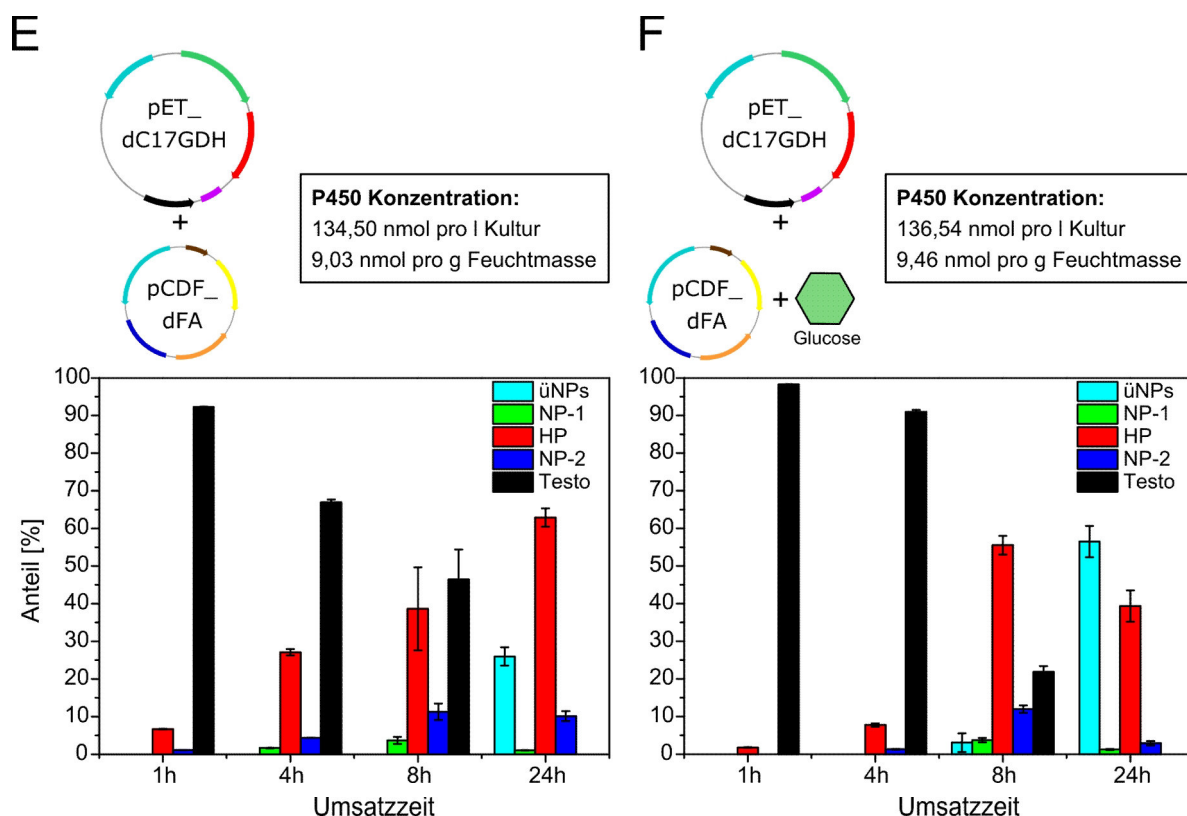 E
pET_
dC17GDH
+
pCDF_
dFA
P450 Konzentration:
134,50 nmol pro l Kultur
9,03 nmol pro g Feuchtmasse
100
90
80
70
60
50
40
30
20
10
0
Anteil [%]
üNPs
NP-1
HP
NP-2
Testo
1h 4h 8h 24h
Umsatzzeit
F
pET_
dC17GDH
+
pCDF_
dFA
+
Glucose
P450 Konzentration:
136,54 nmol pro l Kultur
9,46 nmol pro g Feuchtmasse
100
90
80
70
60
50
40
30
20
10
0
üNPs
NP-1
HP
NP-2
Testo
1h 4h 8h 24h
Umsatzzeit